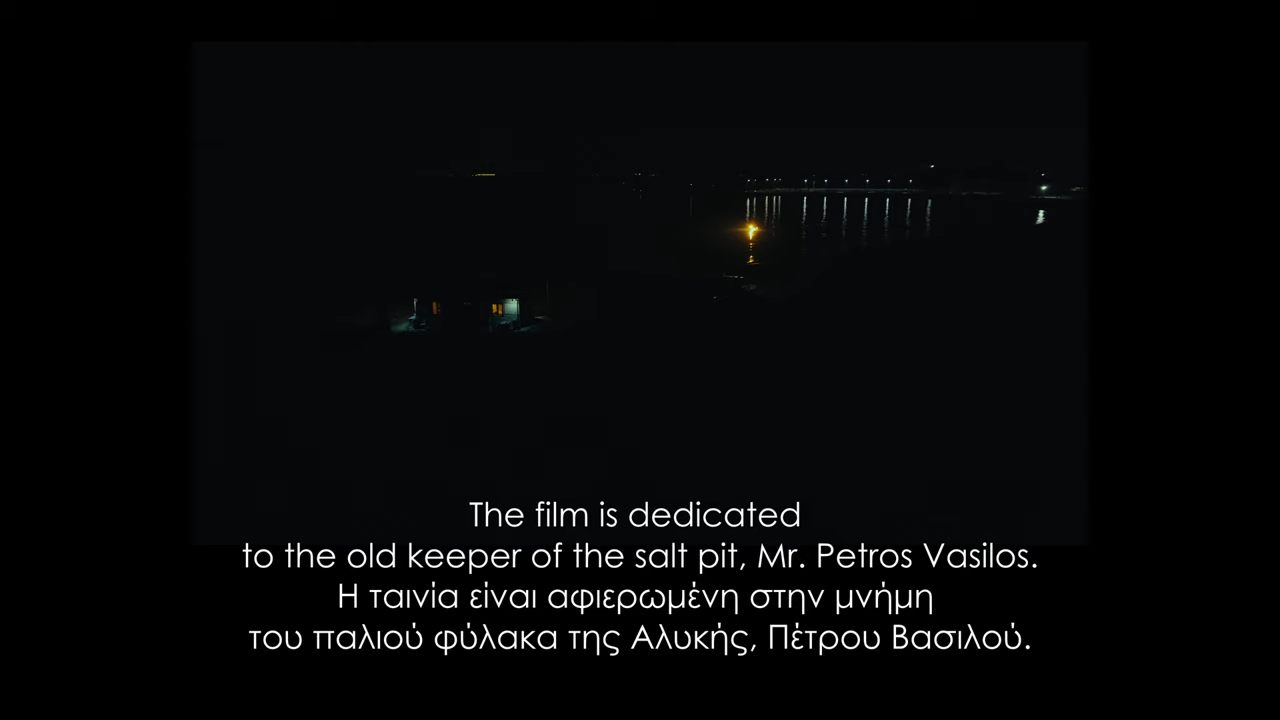 The film is dedicated
to the old keeper of the salt pit, Mr. Petros Vasilos.
Η ταινία είναι αφιερωμένη στην μνήμη
του παλιού φύλακα της Αλυκής, Πέτρου Βασιλού.